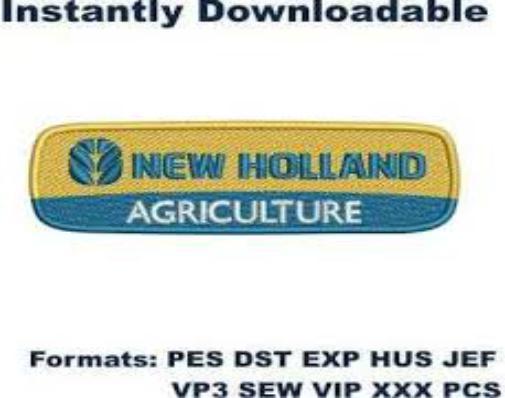 Instantly Downloadable
NEW HOLLAND
AGRICULTURE
Formats: PES DST EXP HUS JEF
VP3 SEW VIP XXX PCS